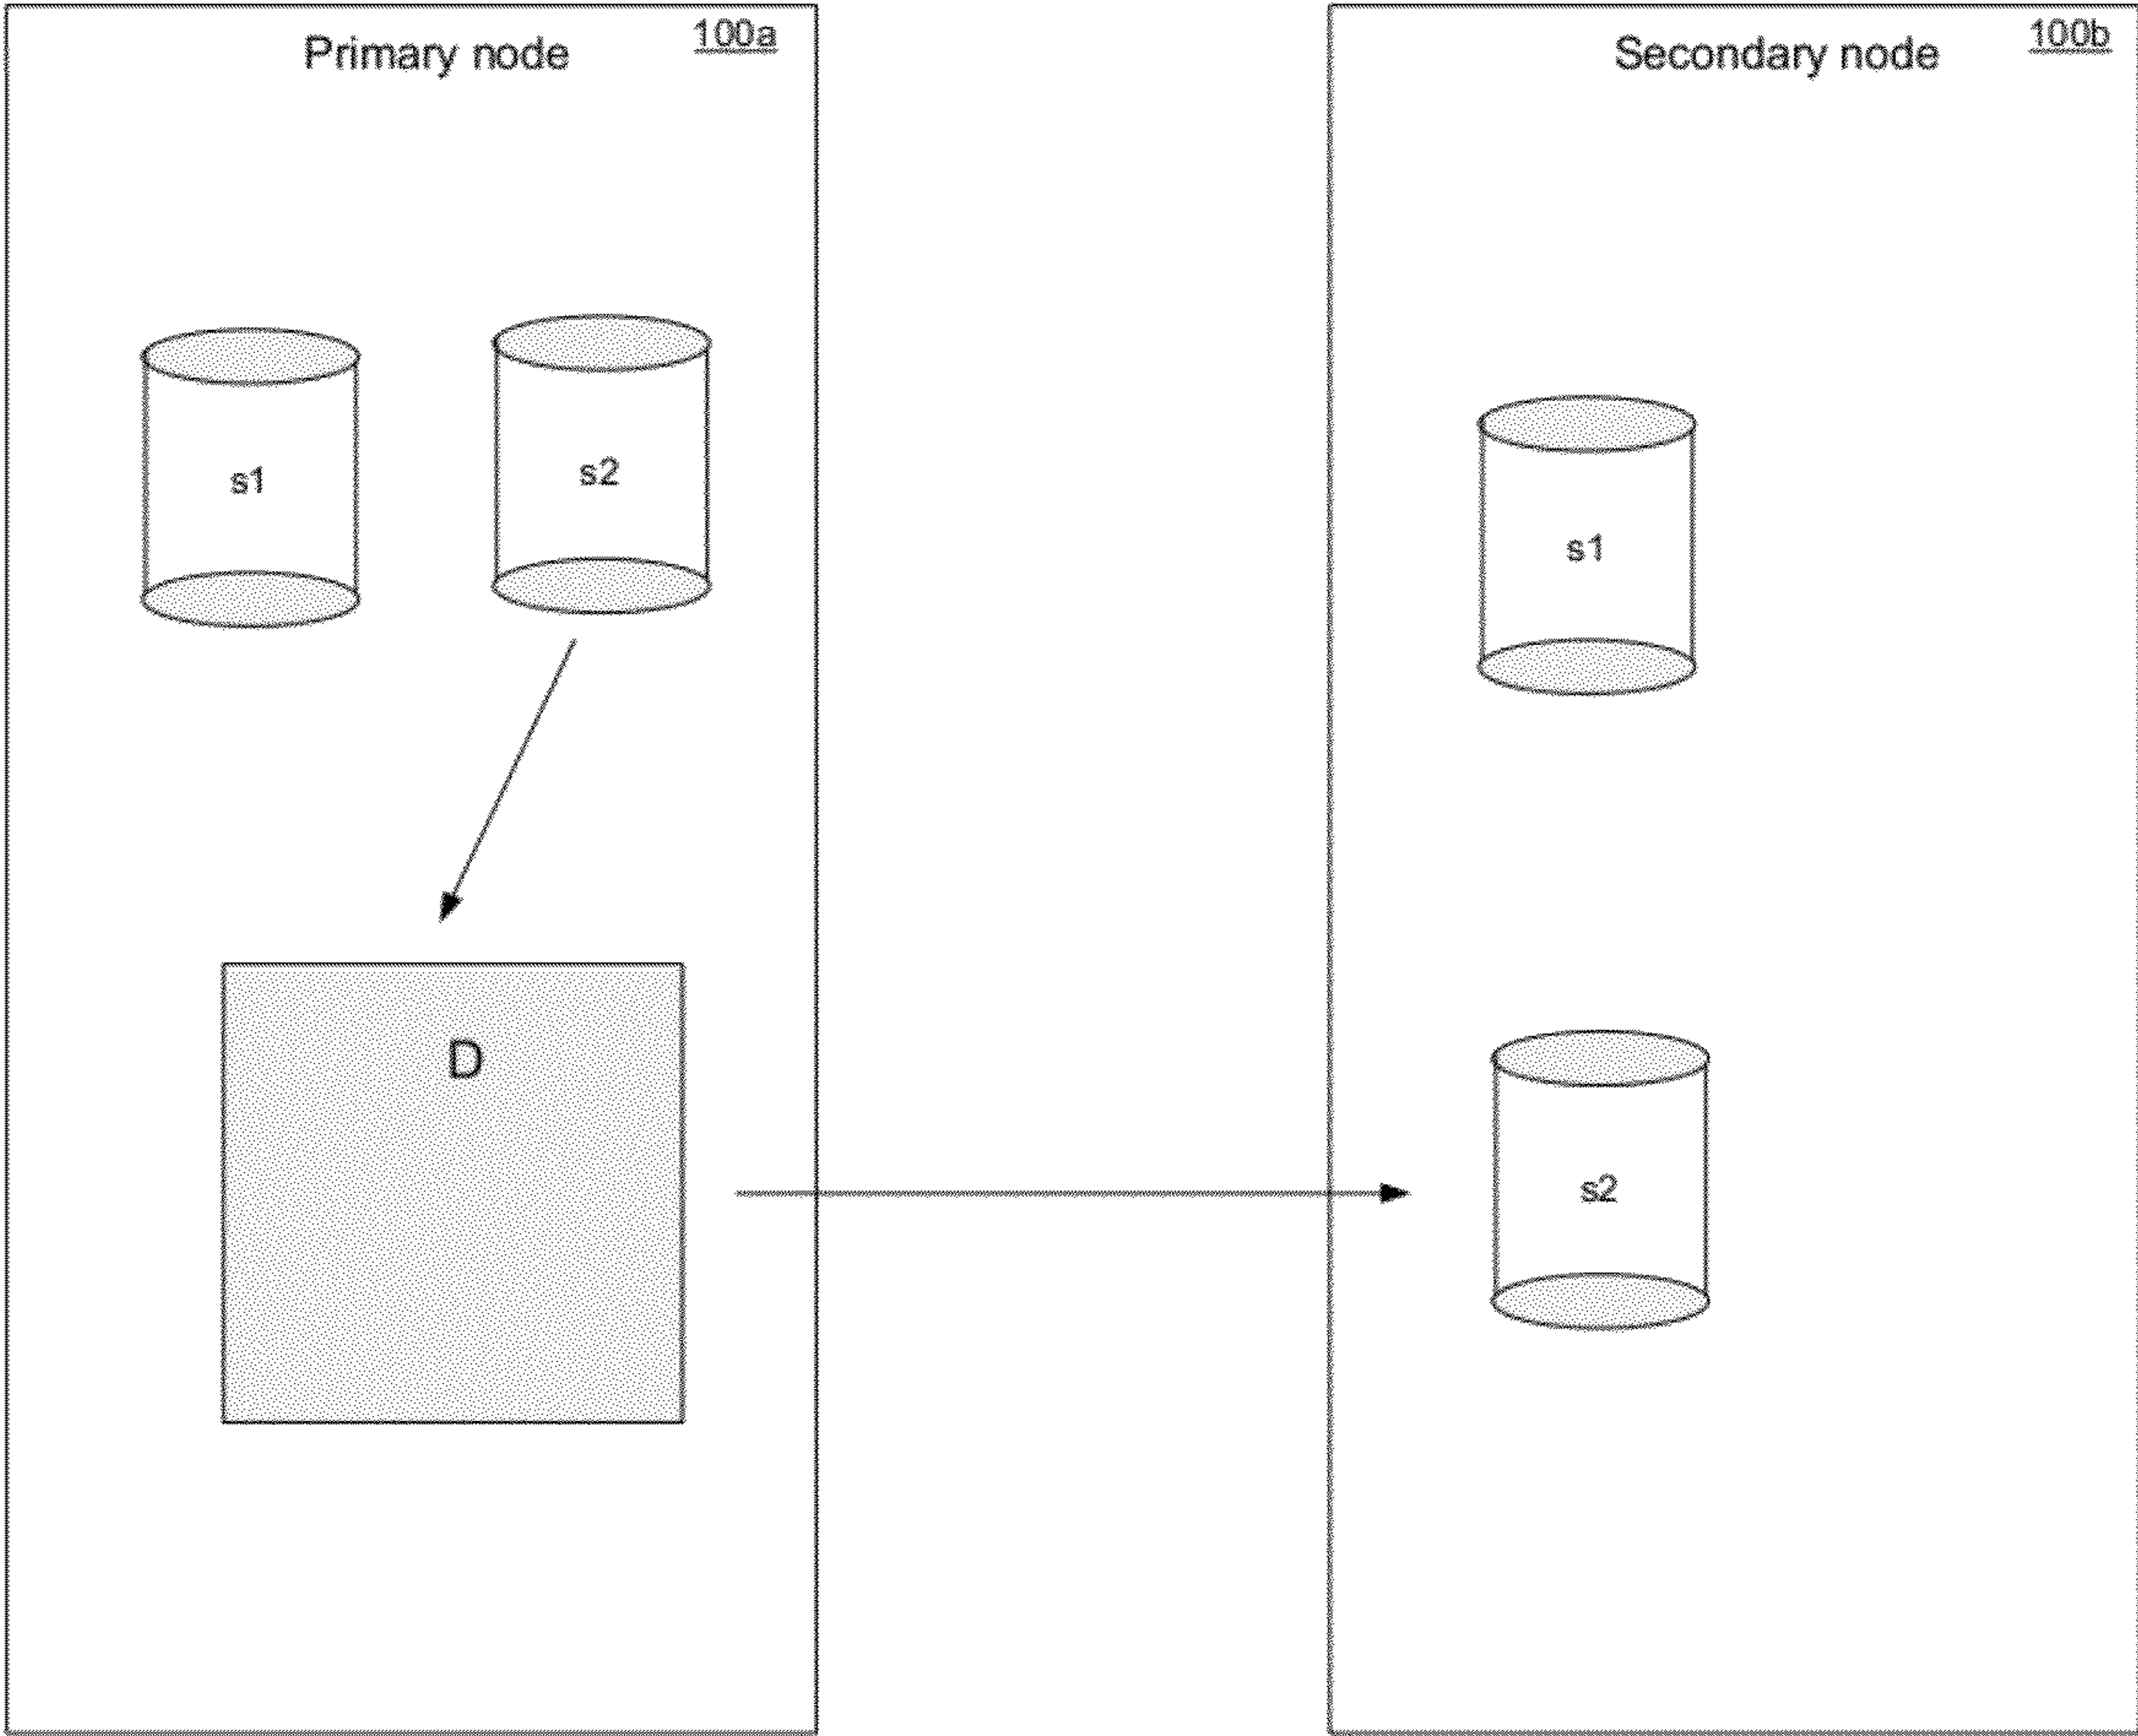 Primary node
100a
Secondary node
100b
s1
s2
s1
D
s2